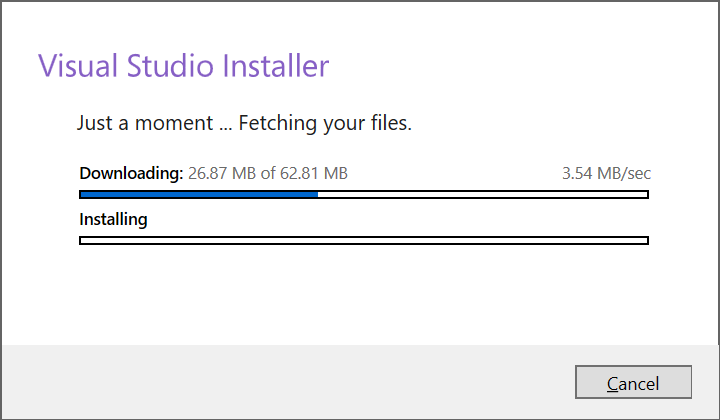 Visual Studio Installer
Just a moment ... Fetching your files.
Downloading: 26.87 MB of 62.81 MB 3.54 MB/sec
Installing
Cancel